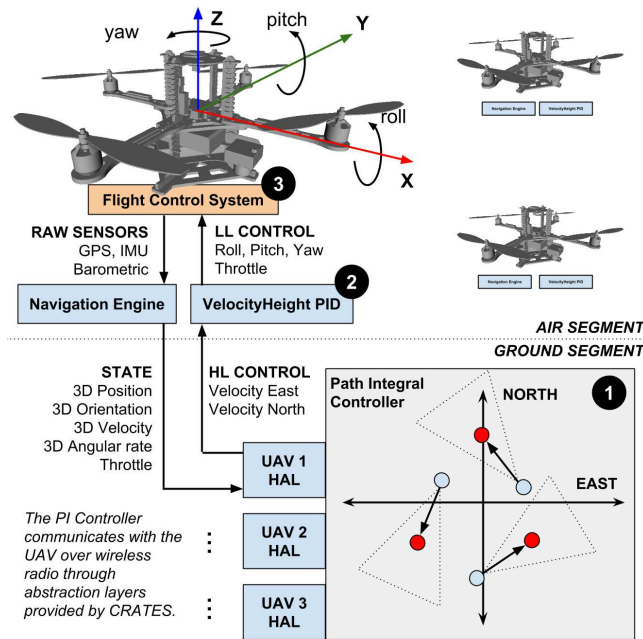 yaw
Z
pitch
Y
roll
X
3
Flight Control System
RAW SENSORS
GPS, IMU
Barometric
LL CONTROL
Roll, Pitch, Yaw
Throttle
2
Navigation Engine
VelocityHeight PID
Navigation Engine
VelocityHeight PID
Navigation Engine
VelocityHeight PID
AIR SEGMENT
GROUND SEGMENT
STATE
3D Position
3D Orientation
3D Velocity
3D Angular rate
Throttle
HL CONTROL
Velocity East
Velocity North
Path Integral
Controller
1
NORTH
EAST
UAV 1
HAL
UAV 2
HAL
UAV 3
HAL
The PI Controller
communicates with the
UAV over wireless
radio through
abstraction layers
provided by CRATES.